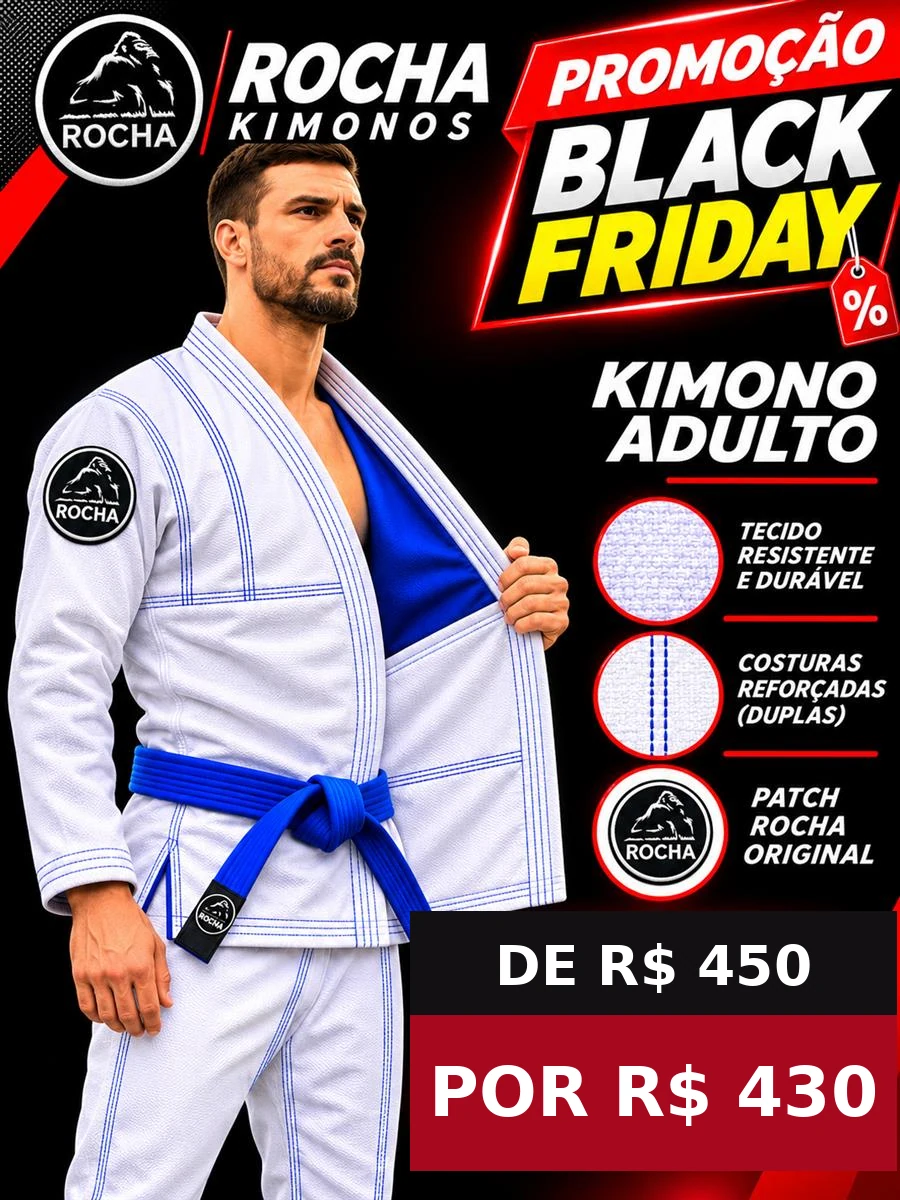 ROCHA
ROCHA
KIMONOS
PROMOÇÃO
BLACK
FRIDAY
%
KIMONO
ADULTO
ROCHA
TECIDO
RESISTENTE
E DURÁVEL
COSTURAS
REFORÇADAS
(DUPLAS)
ROCHA
PATCH
ROCHA
ORIGINAL
ROCHA
DE R$ 450
POR R$ 430